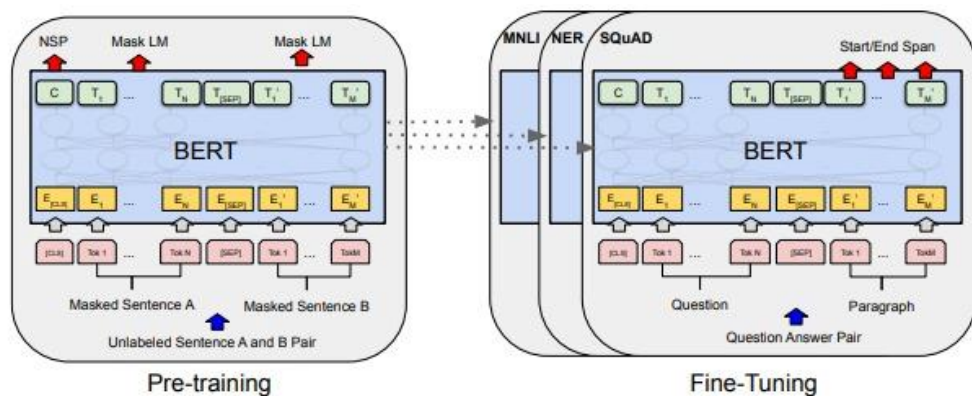 NSP Mask LM Mask LM
C T1 ... TN T[SEP] T1' ... TM'
BERT
E[CLS] E1 ... EN E[SEP] E1' ... EM'
[CLS] Tok 1 ... Tok N [SEP] Tok 1 ... TokM
Masked Sentence A Masked Sentence B
Unlabeled Sentence A and B Pair
Pre-training
MNLI NER SQuAD
Start/End Span
C T1 ... TN T[SEP] T1' ... TM'
BERT
E[CLS] E1 ... EN E[SEP] E1' ... EM'
[CLS] Tok 1 ... Tok N [SEP] Tok 1 ... TokM
Question Paragraph
Question Answer Pair
Fine-Tuning